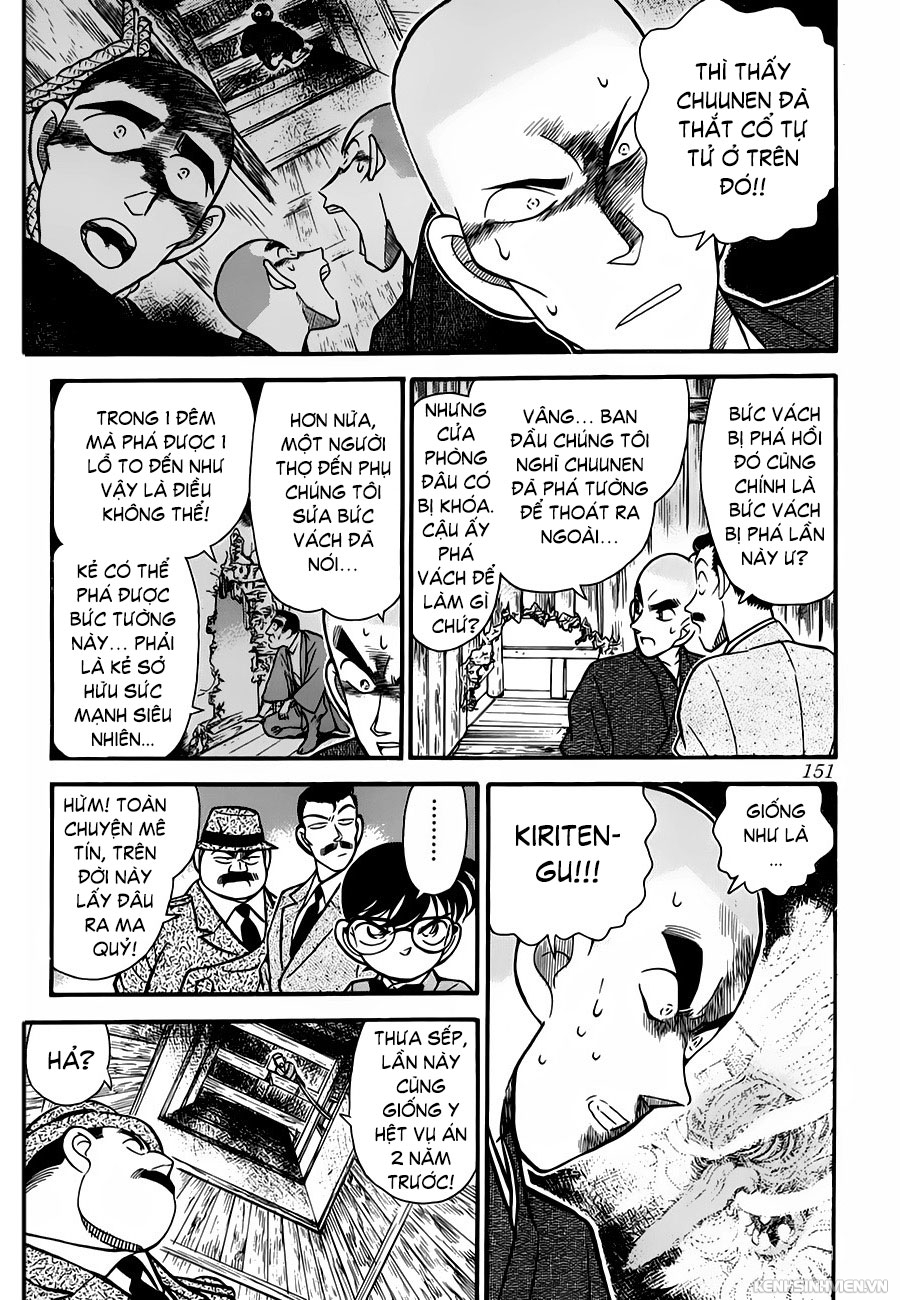 THÌ THẤY
CHUUNEN ĐÃ
THẮT CỔ TỰ
TỬ Ở TRÊN
ĐÓ!!
BỨC VÁCH
BỊ PHÁ HỒI
ĐÓ CŨNG
CHÍNH LÀ
BỨC VÁCH
BỊ PHÁ LẦN
NÀY Ư?
VÂNG... BAN
ĐẦU CHÚNG TÔI
NGHĨ CHUUNEN
ĐÃ PHÁ TƯỜNG
ĐỂ THOÁT RA
NGOÀI...
NHƯNG
CỬA
PHÒNG
ĐÂU CÓ
BỊ KHÓA.
CẬU ẤY
PHÁ
VÁCH ĐỂ
LÀM GÌ
CHỨ?
HƠN NỮA,
MỘT NGƯỜI
THỢ ĐẾN PHỤ
CHÚNG TÔI
SỬA BỨC
VÁCH ĐÃ
NÓI...
TRONG 1 ĐÊM
MÀ PHÁ ĐƯỢC 1
LỖ TO ĐẾN NHƯ
VẬY LÀ ĐIỀU
KHÔNG THỂ!
KẺ CÓ THỂ
PHÁ ĐƯỢC
BỨC TƯỜNG
NÀY... PHẢI
LÀ KẺ SỞ
HỮU SỨC
MẠNH SIÊU
NHIÊN...
151
GIỐNG
NHƯ LÀ
...
KIRITEN-
GU!!!
........
HỪM! TOÀN
CHUYỆN MÊ
TÍN, TRÊN
ĐỜI NÀY
LẤY ĐÂU
RA MA
QUỶ!
THƯA SẾP,
LẦN NÀY
CŨNG
GIỐNG Y
HỆT VỤ ÁN
2 NĂM
TRƯỚC!
HẢ?
KENHSINHVIEN.VN